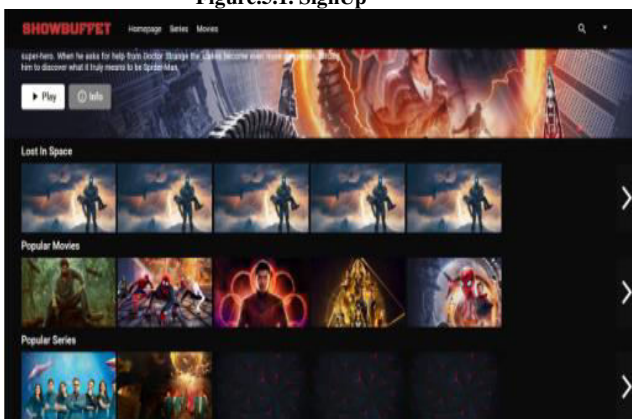 Figure.5.1. SignUp
SHOWBUFFET Homepage Series Movies
super-hero. When he asks for help from Doctor Strange the
him to discover what it truly means to be Spider-Man.
Play Info
Lost In Space
Popular Movies
Popular Series